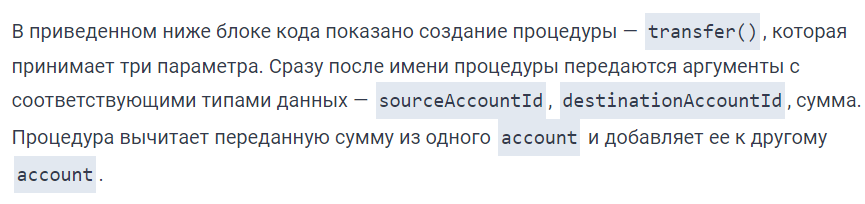 В приведенном ниже блоке кода показано создание процедуры — transfer(), которая
принимает три параметра. Сразу после имени процедуры передаются аргументы с
соответствующими типами данных — sourceAccountId, destinationAccountId, сумма.
Процедура вычитает переданную сумму из одного account и добавляет ее к другому
account.